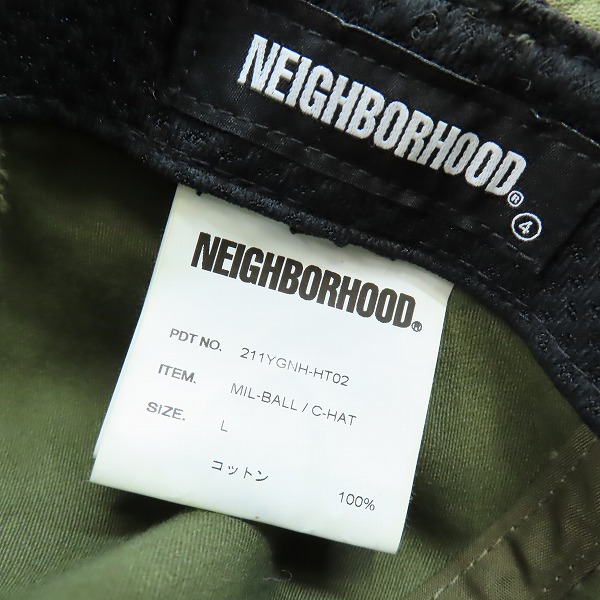 NEIGHBORHOOD® ④
NEIGHBORHOOD®
PDT NO. 211YGNH-HT02
ITEM. MIL-BALL / C-HAT
SIZE. L
コットン 100%